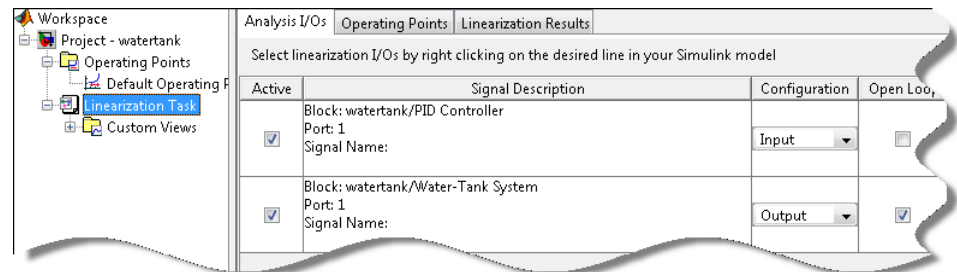 Workspace
Project - watertank
Operating Points
Default Operating P
Linearization Task
Custom Views
Analysis I/Os Operating Points Linearization Results
Select linearization I/Os by right clicking on the desired line in your Simulink model
Active Signal Description Configuration Open Loop
Block: watertank/PID Controller
Port: 1
Signal Name:
Input
Block: watertank/Water-Tank System
Port: 1
Signal Name:
Output